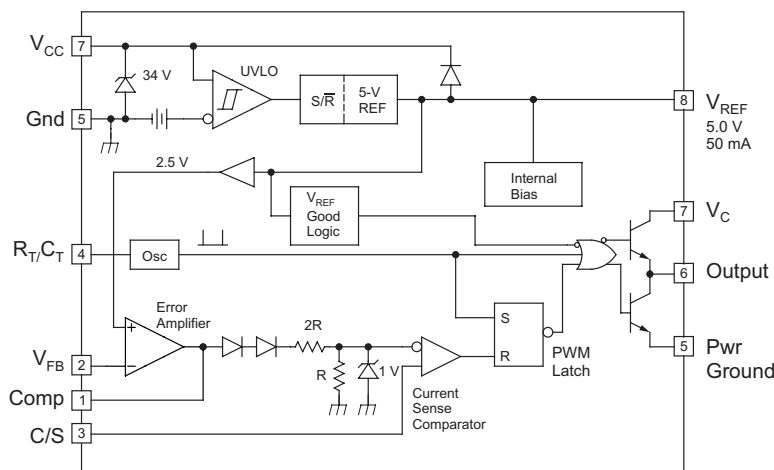 V_CC 7
34 V
UVLO
S/R̅
5-V
REF
8 V_REF
5.0 V
50 mA
Gnd 5
2.5 V
Internal
Bias
V_REF
Good
Logic
7 V_C
R_T/C_T 4
Osc
6 Output
Error
Amplifier
2R
S
R
PWM
Latch
5 Pwr
Ground
+
−
V_FB 2
R
1 V
Comp 1
Current
Sense
Comparator
C/S 3